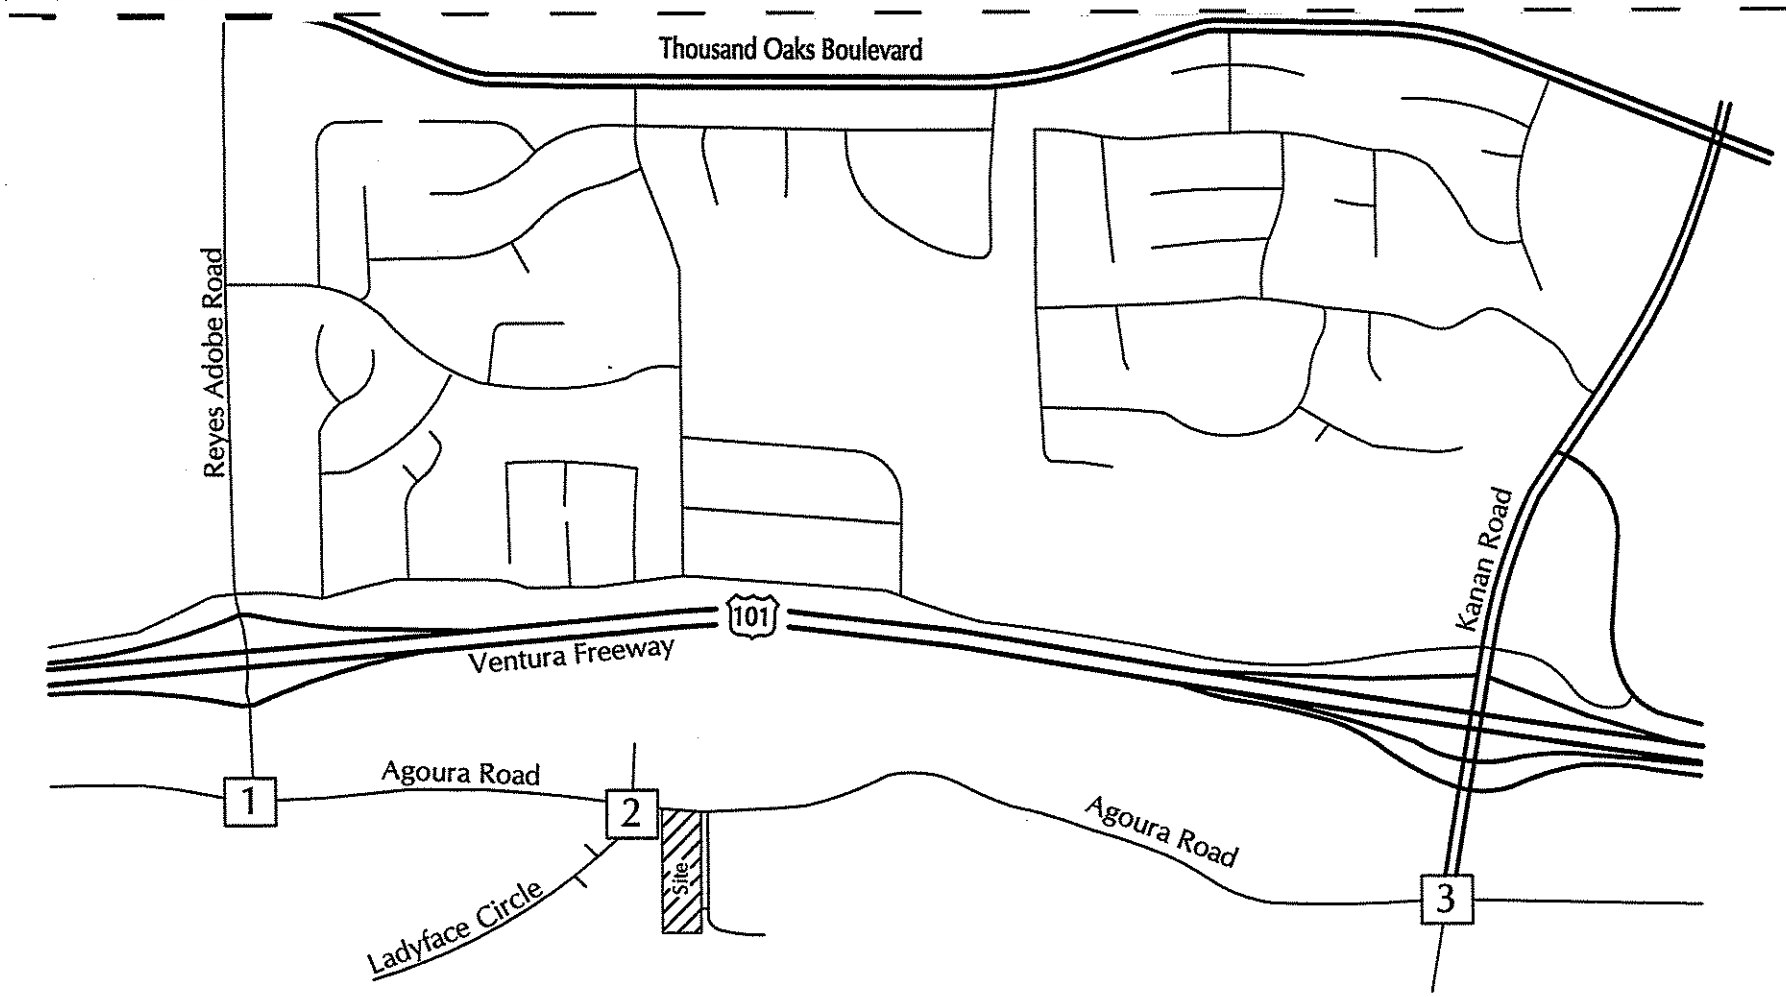 Thousand Oaks Boulevard
Reyes Adobe Road
Kanan Road
101
Ventura Freeway
Agoura Road
1
2
Agoura Road
Site
Ladyface Circle
3